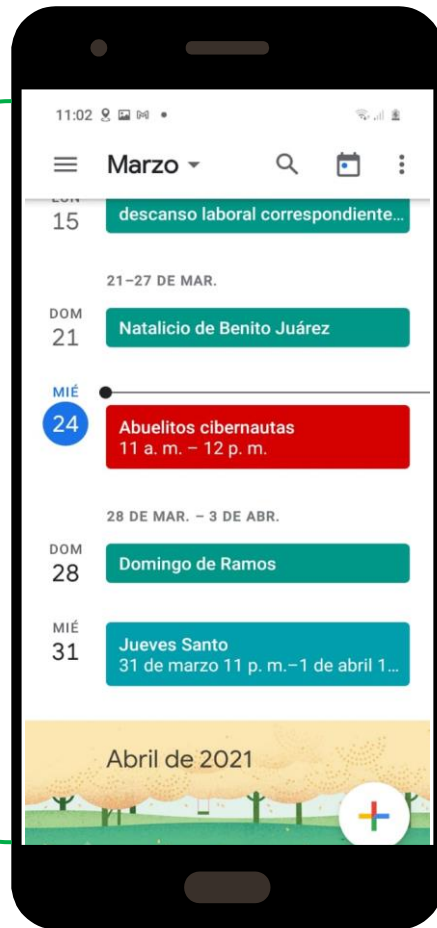 11:02
Marzo
LUN
15
descanso laboral correspondiente...
21–27 DE MAR.
DOM
21
Natalicio de Benito Juárez
MIÉ
24
Abuelitos cibernautas
11 a. m. – 12 p. m.
28 DE MAR. – 3 DE ABR.
DOM
28
Domingo de Ramos
MIÉ
31
Jueves Santo
31 de marzo 11 p. m.–1 de abril 1...
Abril de 2021